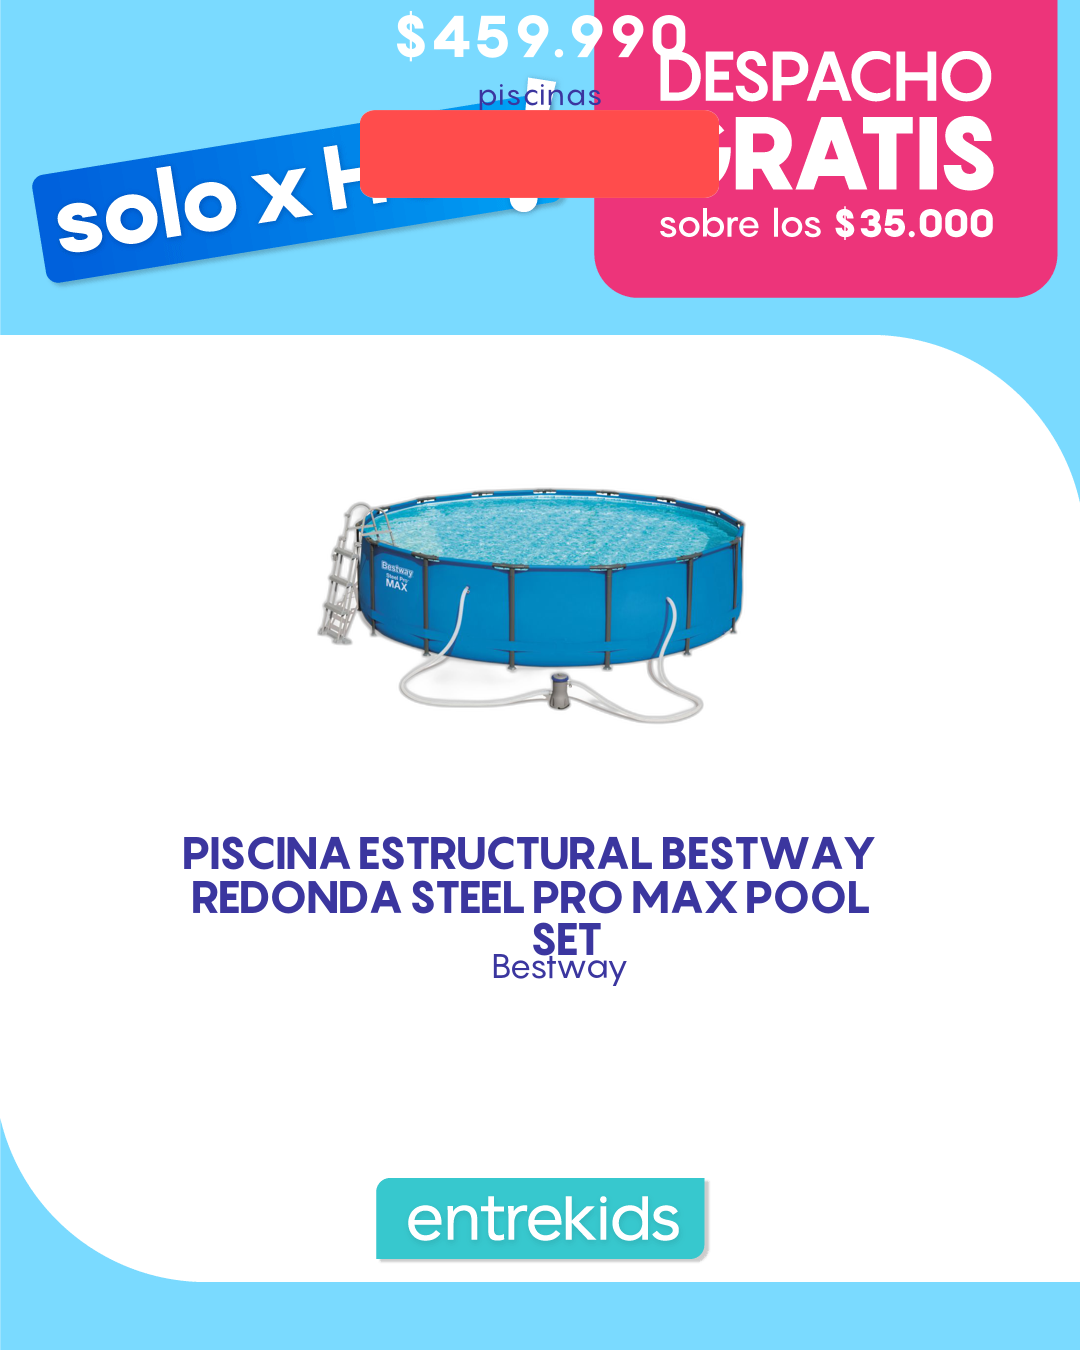 $459.990
piscinas
solo x
DESPACHO
GRATIS
sobre los $35.000
Bestway
Steel Pro
MAX
PISCINA ESTRUCTURAL BESTWAY
REDONDA STEEL PRO MAX POOL
SET
Bestway
entrekids